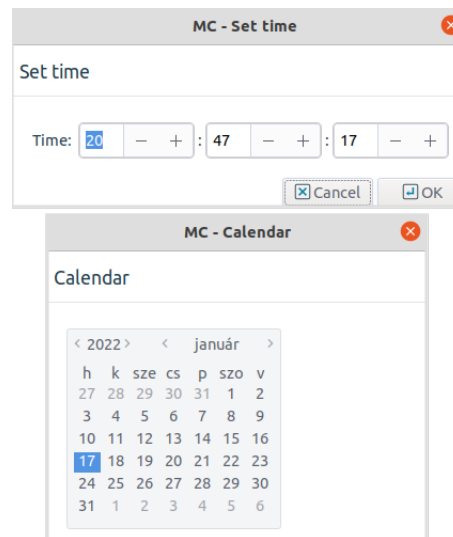 MC - Set time
Set time
Time: 20 − + : 47 − + : 17 − +
Cancel OK
MC - Calendar
Calendar
< 2022 > < január >
h k sze cs p szo v
27 28 29 30 31 1 2
3 4 5 6 7 8 9
10 11 12 13 14 15 16
17 18 19 20 21 22 23
24 25 26 27 28 29 30
31 1 2 3 4 5 6